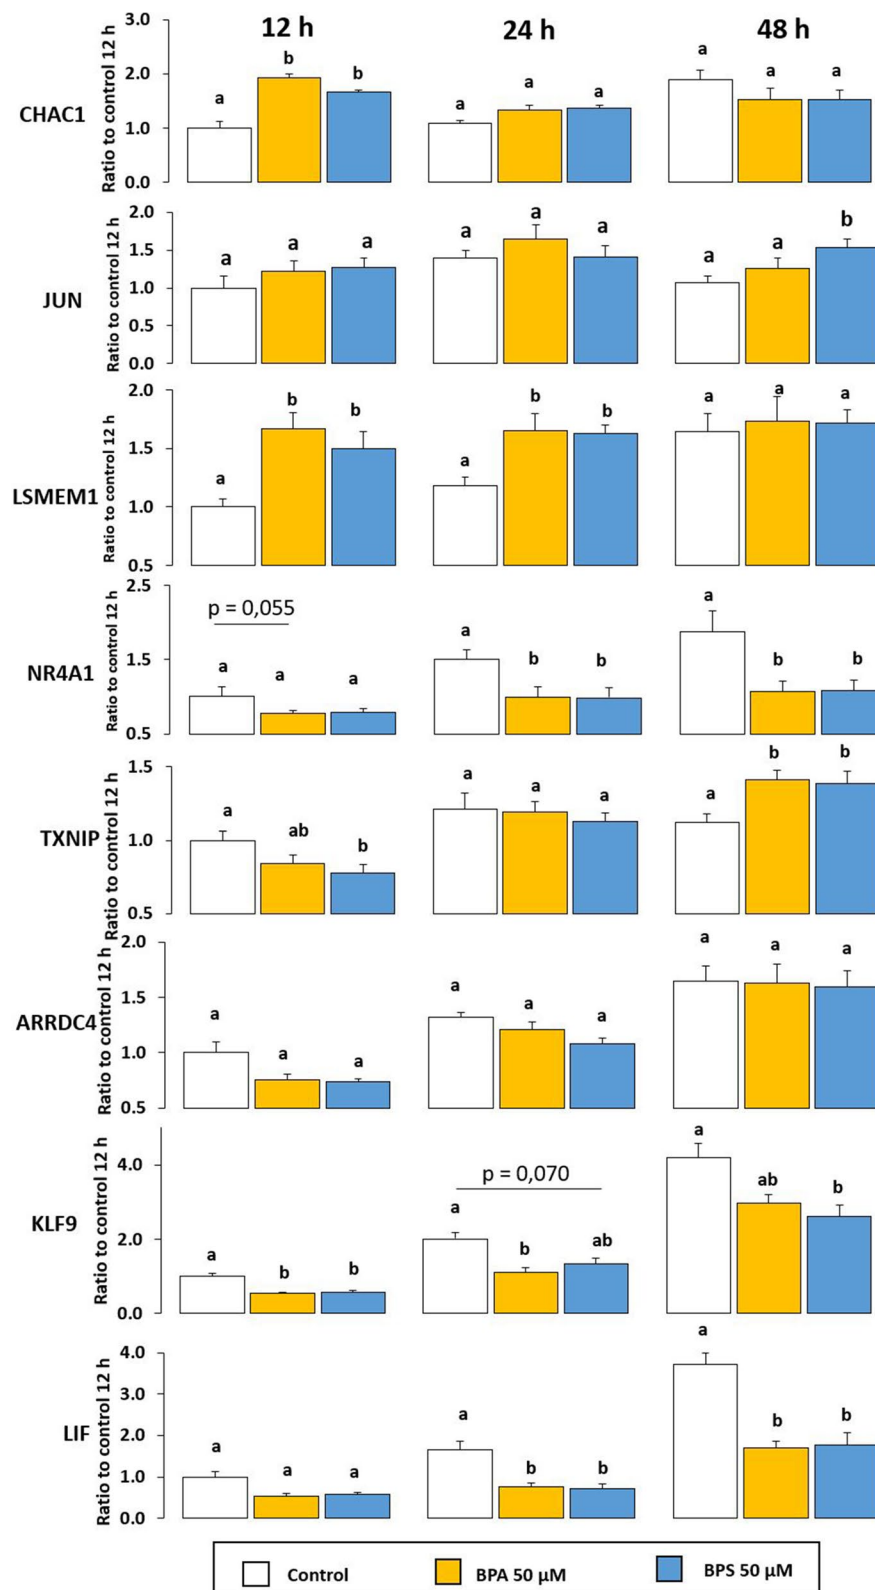 12 h 24 h 48 h
CHAC1
Ratio to control 12 h
3.0
2.0
1.0
0.0
a b b
a a a
a a a
JUN
Ratio to control 12 h
2.0
1.5
1.0
0.5
0.0
a a a
a a a
a a b
LSMEM1
Ratio to control 12 h
2.0
1.5
1.0
0.5
a b b
a b b
a a a
NR4A1
Ratio to control 12 h
2.5
1.5
0.5
p = 0,055
a a a
a b b
a b b
TXNIP
Ratio to control 12 h
1.5
1.0
0.5
a ab b
a a a
a b b
ARRDC4
Ratio to control 12 h
2.0
1.5
1.0
0.5
a a a
a a a
a a a
KLF9
Ratio to control 12 h
4.0
2.0
0.0
a b b
p = 0,070
a b ab
a ab b
LIF
Ratio to control 12 h
4.0
3.0
2.0
1.0
0.0
a a a
a b b
a b b
Control BPA 50 µM BPS 50 µM